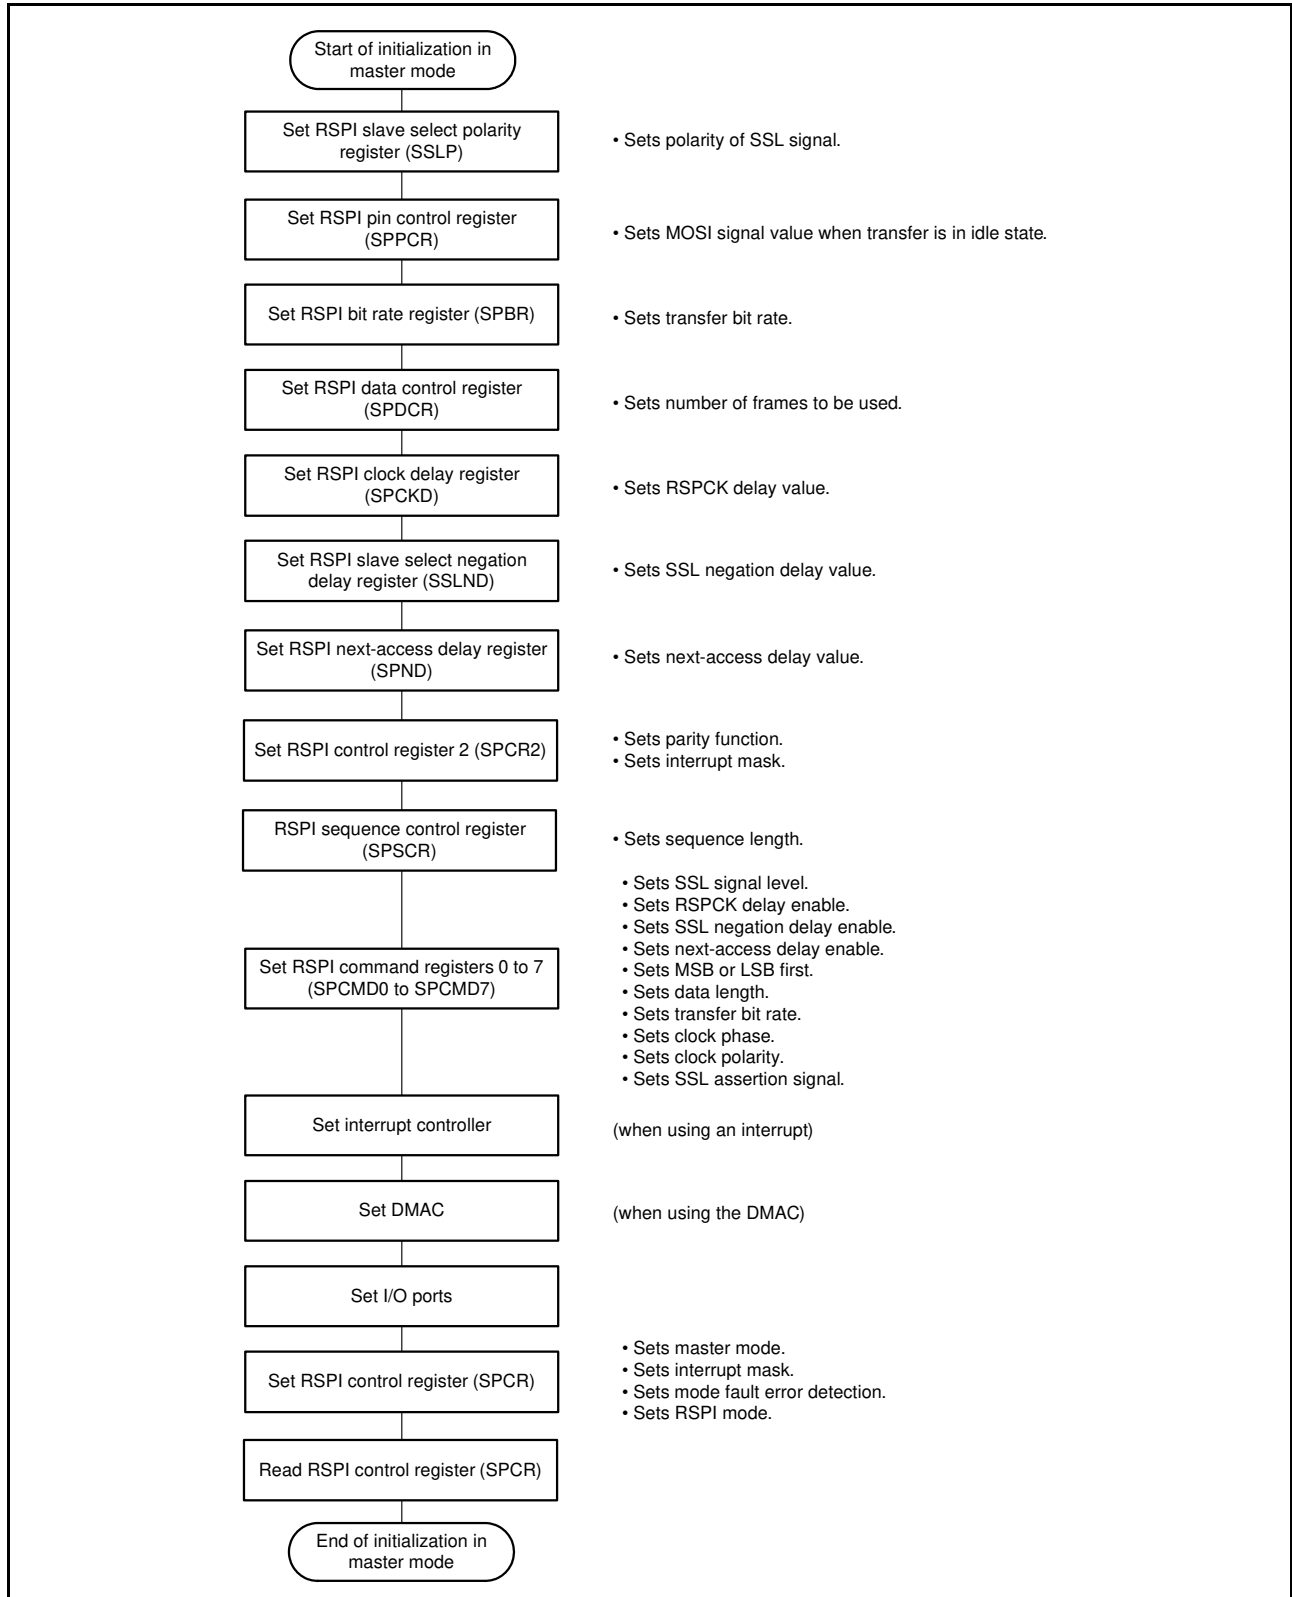 Start of initialization in
master mode
Set RSPI slave select polarity
register (SSLP)
• Sets polarity of SSL signal.
Set RSPI pin control register
(SPPCR)
• Sets MOSI signal value when transfer is in idle state.
Set RSPI bit rate register (SPBR)
• Sets transfer bit rate.
Set RSPI data control register
(SPDCR)
• Sets number of frames to be used.
Set RSPI clock delay register
(SPCKD)
• Sets RSPCK delay value.
Set RSPI slave select negation
delay register (SSLND)
• Sets SSL negation delay value.
Set RSPI next-access delay register
(SPND)
• Sets next-access delay value.
Set RSPI control register 2 (SPCR2)
• Sets parity function.
• Sets interrupt mask.
RSPI sequence control register
(SPSCR)
• Sets sequence length.
Set RSPI command registers 0 to 7
(SPCMD0 to SPCMD7)
• Sets SSL signal level.
• Sets RSPCK delay enable.
• Sets SSL negation delay enable.
• Sets next-access delay enable.
• Sets MSB or LSB first.
• Sets data length.
• Sets transfer bit rate.
• Sets clock phase.
• Sets clock polarity.
• Sets SSL assertion signal.
Set interrupt controller
(when using an interrupt)
Set DMAC
(when using the DMAC)
Set I/O ports
Set RSPI control register (SPCR)
• Sets master mode.
• Sets interrupt mask.
• Sets mode fault error detection.
• Sets RSPI mode.
Read RSPI control register (SPCR)
End of initialization in
master mode